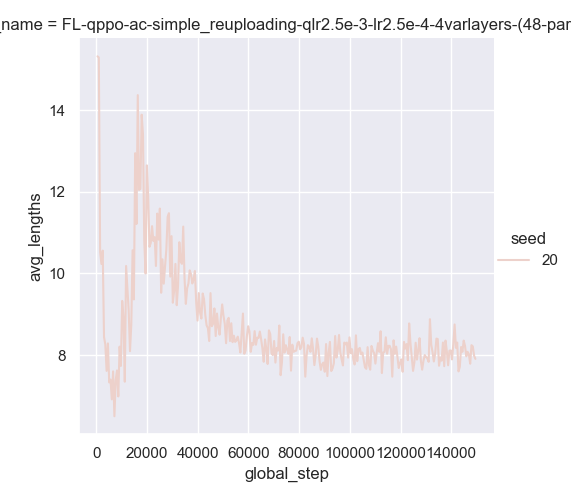 _name = FL-qppo-ac-simple_reuploading-qlr2.5e-3-lr2.5e-4-4varlayers-(48-par
14
12
10
8
avg_lengths
seed
20
0 20000 40000 60000 80000 100000 120000 140000
global_step